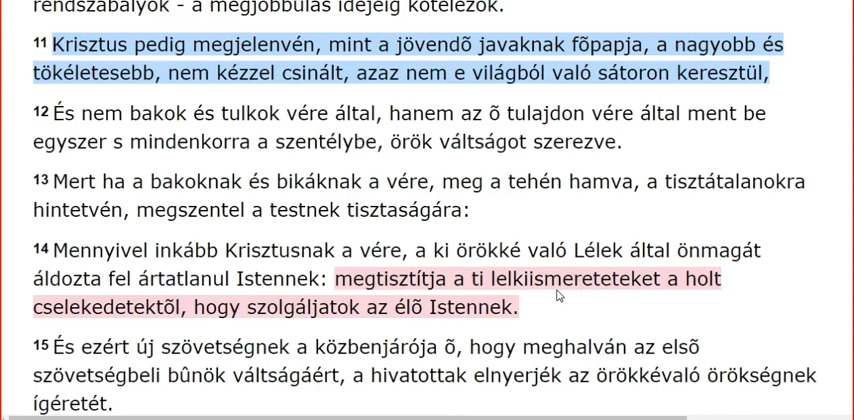 rendszabályok - a megjobbulás idejéig kötelezők.
11 Krisztus pedig megjelenvén, mint a jövendõ javaknak fõpapja, a nagyobb és
tökéletesebb, nem kézzel csinált, azaz nem e világból való sátoron keresztül,
12 És nem bakok és tulkok vére által, hanem az õ tulajdon vére által ment be
egyszer s mindenkorra a szentélybe, örök váltságot szerezve.
13 Mert ha a bakoknak és bikáknak a vére, meg a tehén hamva, a tisztátalanokra
hintetvén, megszentel a testnek tisztaságára:
14 Mennyivel inkább Krisztusnak a vére, a ki örökké való Lélek által önmagát
áldozta fel ártatlanul Istennek: megtisztítja a ti lelkiismereteteket a holt
cselekedetektõl, hogy szolgáljatok az élõ Istennek.
15 És ezért új szövetségnek a közbenjárója õ, hogy meghalván az elsõ
szövetségbeli bûnök váltságáért, a hivatottak elnyerjék az örökkévaló örökségnek
ígéretét.